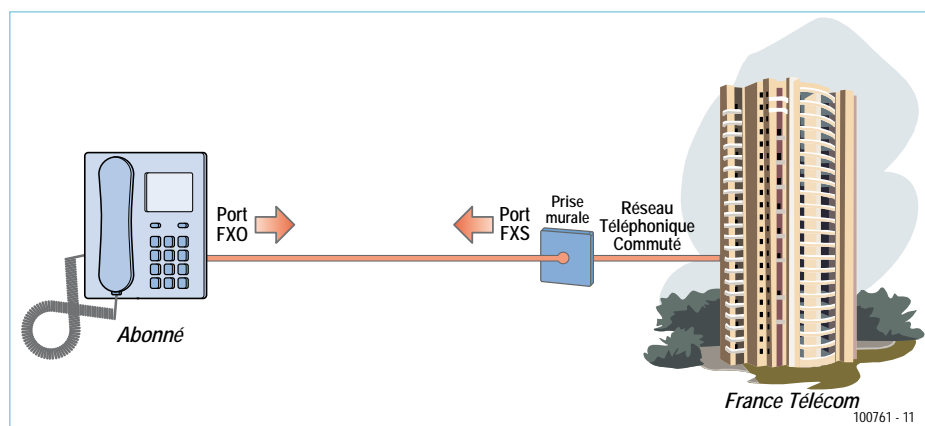 Port
FXO
Port
FXS
Prise
murale
Réseau
Téléphonique
Commuté
Abonné
France Télécom
100761 - 11